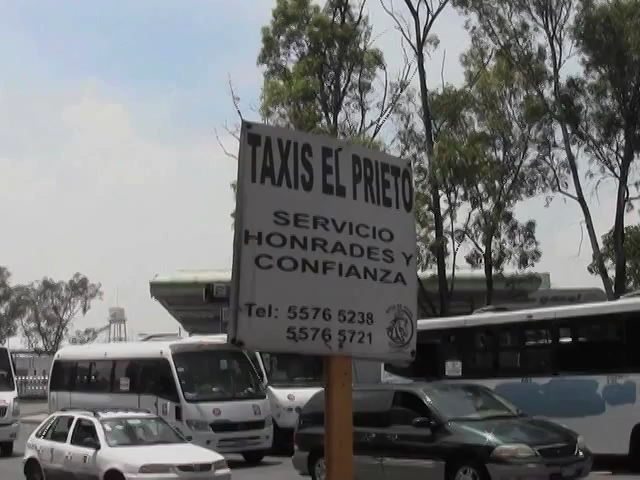 TAXIS EL PRIETO
SERVICIO
HONRADES Y
CONFIANZA
Tel: 5576 5238
5576 5721